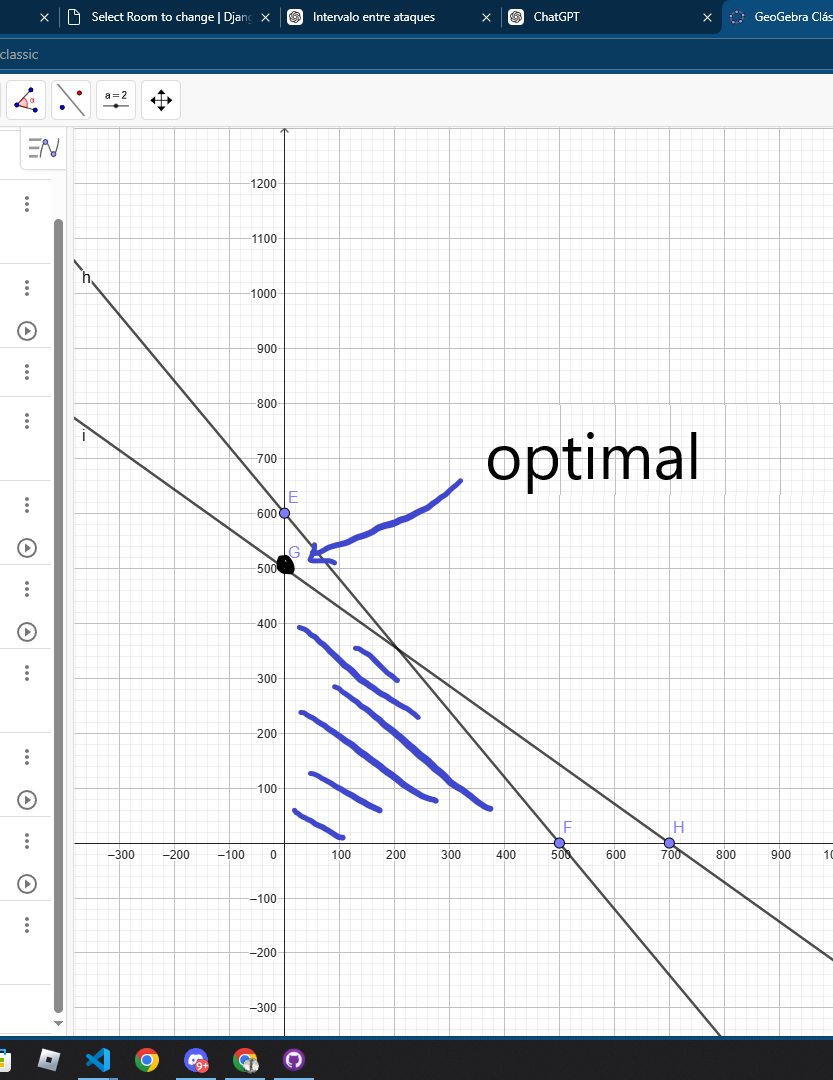 Select Room to change | Djang
Intervalo entre ataques
ChatGPT
GeoGebra Clás
classic
α
a = 2
1200
1100
h
1000
900
800
i
700
optimal
E
600
G
500
400
300
200
100
F
H
−300
−200
−100
0
100
200
300
400
500
600
700
800
900
10
−100
−200
−300
9+